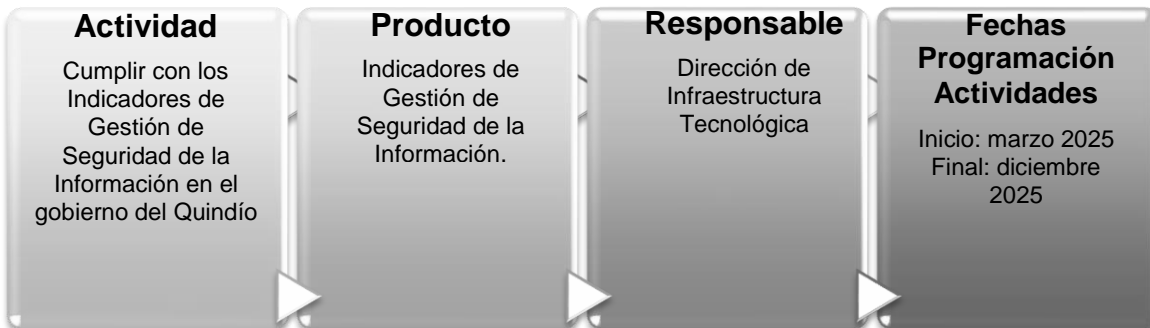 Actividad
Cumplir con los
Indicadores de
Gestión de
Seguridad de la
Información en el
gobierno del Quindío
Producto
Indicadores de
Gestión de
Seguridad de la
Información.
Responsable
Dirección de
Infraestructura
Tecnológica
Fechas
Programación
Actividades
Inicio: marzo 2025
Final: diciembre
2025